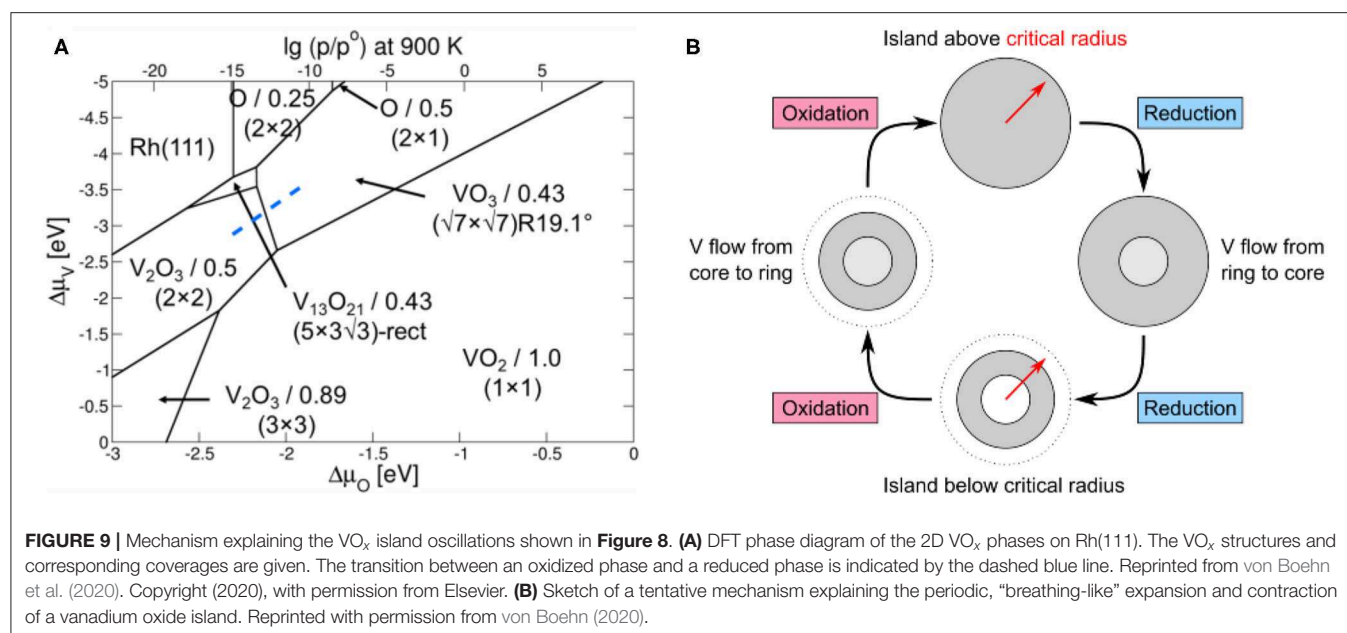 A
lg (p/p°) at 900 K
-20 -15 -10 -5 0 5
-5
-4.5
-4
-3.5
-3
-2.5
-2
-1.5
-1
-0.5
0
Δμ_V [eV]
O / 0.25
(2×2)
O / 0.5
(2×1)
Rh(111)
VO₃ / 0.43
(√7×√7)R19.1°
V₂O₃ / 0.5
(2×2)
V₁₃O₂₁ / 0.43
(5×3√3)-rect
VO₂ / 1.0
(1×1)
V₂O₃ / 0.89
(3×3)
-3 -2.5 -2 -1.5 -1 -0.5 0
Δμ_O [eV]
B
Island above critical radius
Oxidation
Reduction
V flow from
core to ring
V flow from
ring to core
Oxidation
Reduction
Island below critical radius
FIGURE 9 | Mechanism explaining the VOₓ island oscillations shown in Figure 8. (A) DFT phase diagram of the 2D VOₓ phases on Rh(111). The VOₓ structures and
corresponding coverages are given. The transition between an oxidized phase and a reduced phase is indicated by the dashed blue line. Reprinted from von Boehn
et al. (2020). Copyright (2020), with permission from Elsevier. (B) Sketch of a tentative mechanism explaining the periodic, “breathing-like” expansion and contraction
of a vanadium oxide island. Reprinted with permission from von Boehn (2020).